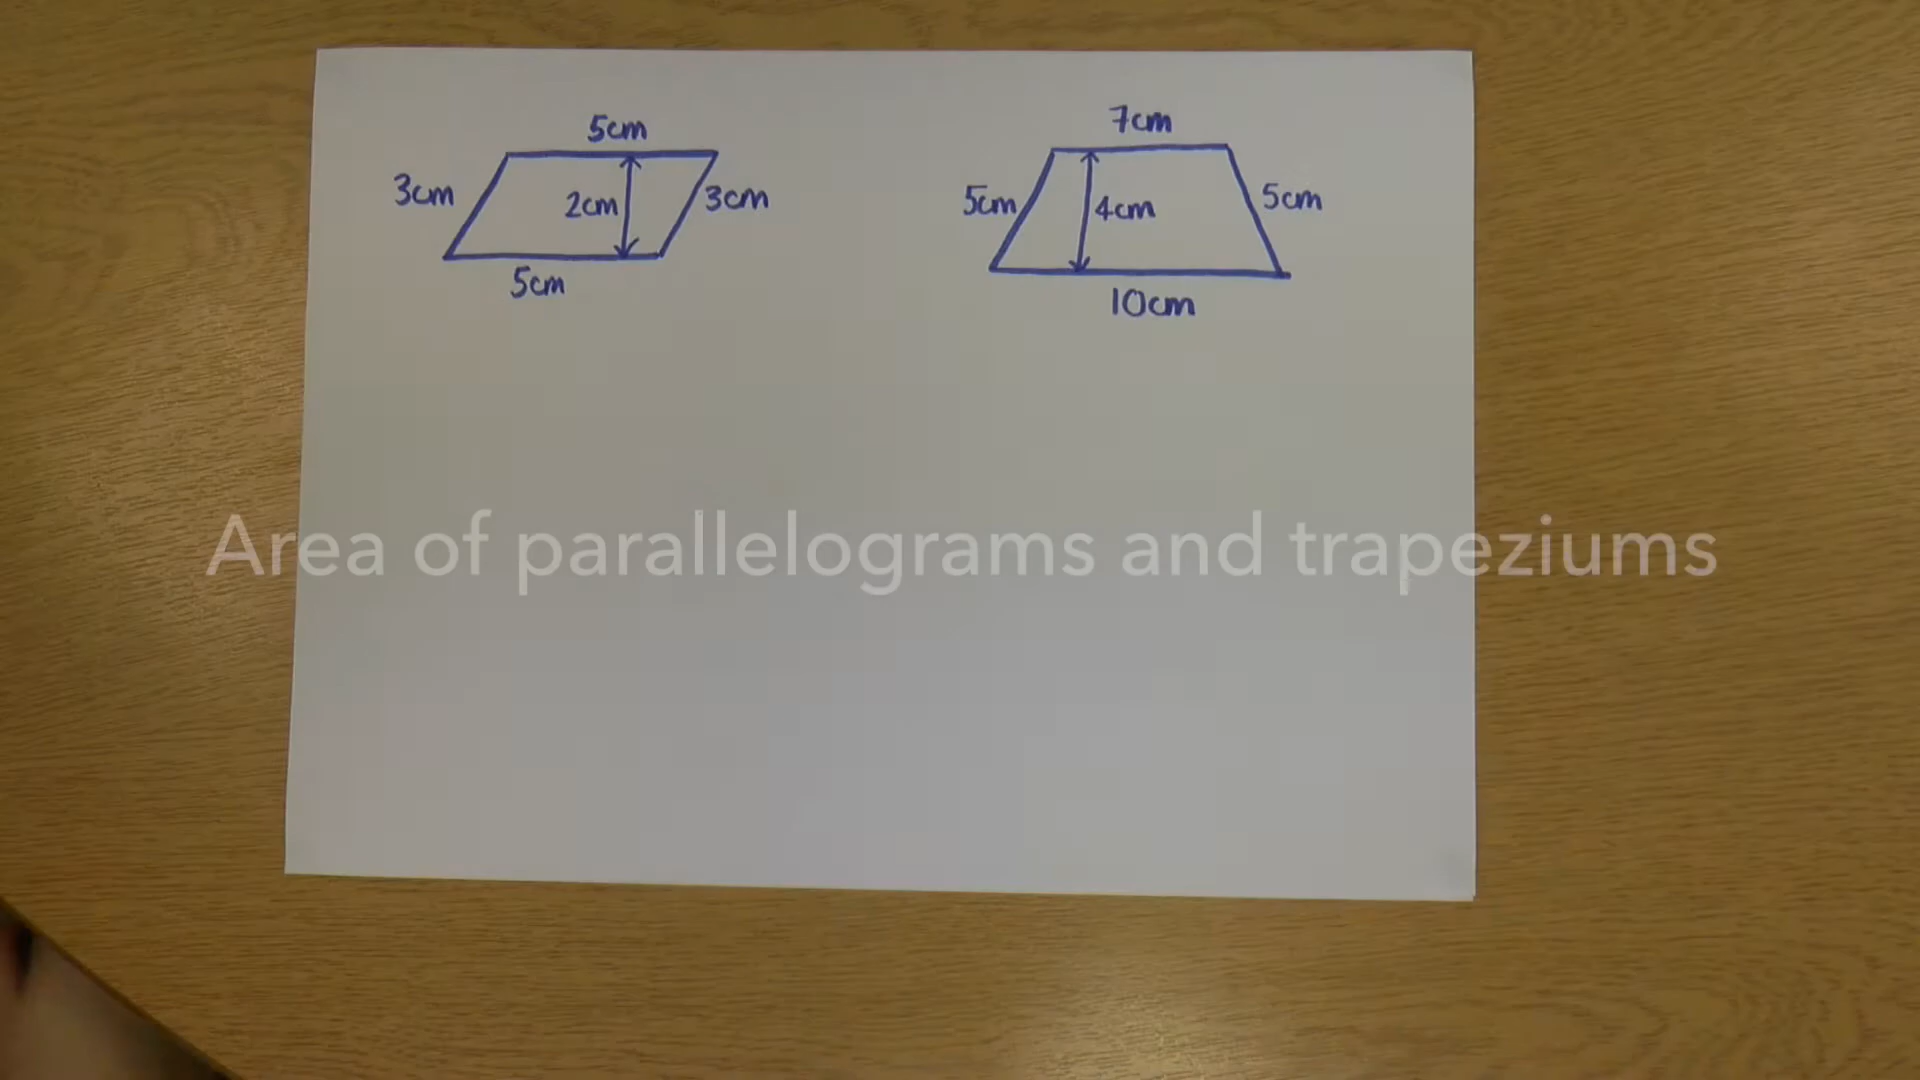 5cm
3cm
2cm
3cm
5cm
7cm
5cm
4cm
5cm
10cm
Area of parallelograms and trapeziums